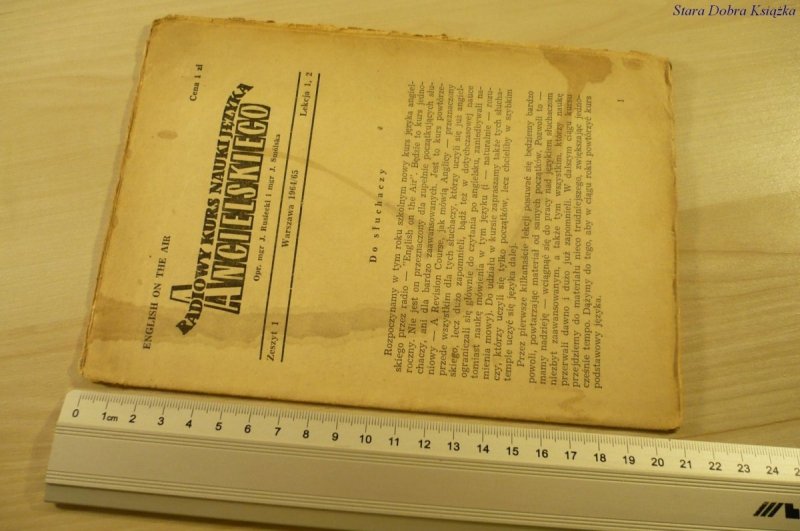 Stara Dobra Książka
ENGLISH ON THE AIR
Cena 1 zł
RADIOWY KURS NAUKI JĘZYKA
ANGIELSKIEGO
Opr. mgr J. Rusiecki i mgr J. Smólska
Zeszyt 1
Warszawa 1964/65
Lekcja 1, 2
Do słuchaczy
Rozpoczynamy w tym roku szkolnym nowy kurs języka angiel-
skiego przez radio — "English on the Air". Będzie to kurs jedno-
roczny. Nie jest on przeznaczony dla zupełnie początkujących słu-
chaczy, ani dla bardzo zaawansowanych. Jest to kurs powtórze-
niowy — A Revision Course, jak mówią Anglicy — przeznaczony
przede wszystkim dla tych słuchaczy, którzy uczyli się już angiel-
skiego, lecz dużo zapomnieli, bądź też w dotychczasowej nauce
ograniczali się głównie do czytania po angielsku, zaniedbywali na-
tomiast naukę mówienia w tym języku (i — naturalnie — rozu-
mienia mowy). Do udziału w kursie zapraszamy także tych słucha-
czy, którzy uczyli się tylko początków, lecz chcieliby w szybkim
tempie uczyć się języka dalej.
Przez pierwsze kilkanaście lekcji posuwać się będziemy bardzo
powoli, powtarzając materiał od samych początków. Pozwoli to —
mamy nadzieję — wciągnąć się do pracy nad językiem słuchaczom
niezbyt zaawansowanym, a także tym wszystkim, którzy naukę
przerwali dawno i dużo już zapomnieli. W dalszym ciągu kursu
przejdziemy do materiału nieco trudniejszego, zwiększając jedno-
cześnie tempo. Dążymy do tego, aby w ciągu roku powtórzyć kurs
podstawowy języka.
1
0 1cm 2 3 4 5 6 7 8 9 10 11 12 13 14 15 16 17 18 19 20 21 22 23 24 25